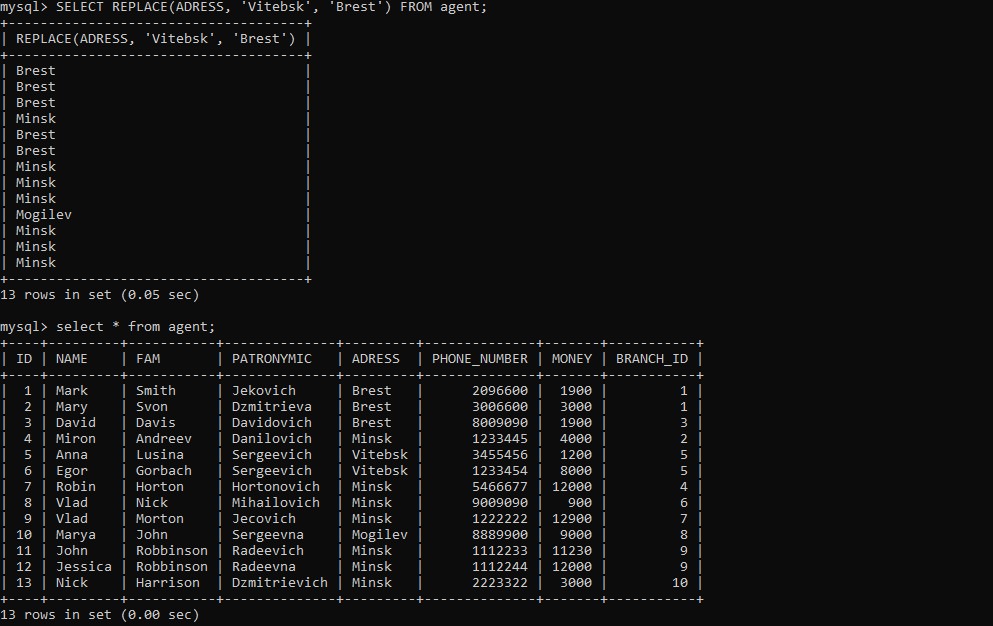 mysql> SELECT REPLACE(ADRESS, 'Vitebsk', 'Brest') FROM agent;
+-------------------------------------+
| REPLACE(ADRESS, 'Vitebsk', 'Brest') |
+-------------------------------------+
| Brest                               |
| Brest                               |
| Brest                               |
| Minsk                               |
| Brest                               |
| Brest                               |
| Minsk                               |
| Minsk                               |
| Minsk                               |
| Mogilev                             |
| Minsk                               |
| Minsk                               |
| Minsk                               |
+-------------------------------------+
13 rows in set (0.05 sec)
mysql> select * from agent;
+----+---------+-----------+--------------+---------+--------------+-------+-----------+
| ID | NAME    | FAM       | PATRONYMIC   | ADRESS  | PHONE_NUMBER | MONEY | BRANCH_ID |
+----+---------+-----------+--------------+---------+--------------+-------+-----------+
|  1 | Mark    | Smith     | Jekovich     | Brest   |      2096600 |  1900 |         1 |
|  2 | Mary    | Svon      | Dzmitrieva   | Brest   |      3006600 |  3000 |         1 |
|  3 | David   | Davis     | Davidovich   | Brest   |      8009090 |  1900 |         3 |
|  4 | Miron   | Andreev   | Danilovich   | Minsk   |      1233445 |  4000 |         2 |
|  5 | Anna    | Lusina    | Sergeevich   | Vitebsk |      3455456 |  1200 |         5 |
|  6 | Egor    | Gorbach   | Sergeevich   | Vitebsk |      1233454 |  8000 |         5 |
|  7 | Robin   | Horton    | Hortonovich  | Minsk   |      5466677 | 12000 |         4 |
|  8 | Vlad    | Nick      | Mihailovich  | Minsk   |      9009090 |   900 |         6 |
|  9 | Vlad    | Morton    | Jecovich     | Minsk   |      1222222 | 12900 |         7 |
| 10 | Marya   | John      | Sergeevna    | Mogilev |      8889900 |  9000 |         8 |
| 11 | John    | Robbinson | Radeevich    | Minsk   |      1112233 | 11230 |         9 |
| 12 | Jessica | Robbinson | Radeevna     | Minsk   |      1112244 | 12000 |         9 |
| 13 | Nick    | Harrison  | Dzmitrievich | Minsk   |      2223322 |  3000 |        10 |
+----+---------+-----------+--------------+---------+--------------+-------+-----------+
13 rows in set (0.00 sec)